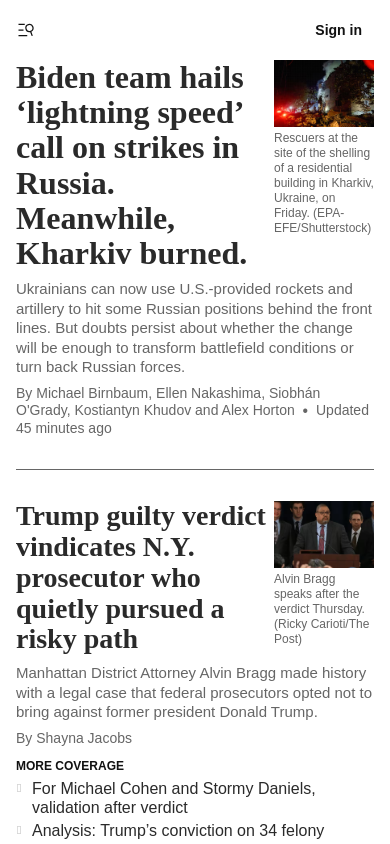 Sign in
Biden team hails
‘lightning speed’
call on strikes in
Russia.
Meanwhile,
Kharkiv burned.
Rescuers at the
site of the shelling
of a residential
building in Kharkiv,
Ukraine, on
Friday. (EPA-
EFE/Shutterstock)
Ukrainians can now use U.S.-provided rockets and
artillery to hit some Russian positions behind the front
lines. But doubts persist about whether the change
will be enough to transform battlefield conditions or
turn back Russian forces.
By Michael Birnbaum, Ellen Nakashima, Siobhán
O'Grady, Kostiantyn Khudov and Alex Horton • Updated
45 minutes ago
Trump guilty verdict
vindicates N.Y.
prosecutor who
quietly pursued a
risky path
Alvin Bragg
speaks after the
verdict Thursday.
(Ricky Carioti/The
Post)
Manhattan District Attorney Alvin Bragg made history
with a legal case that federal prosecutors opted not to
bring against former president Donald Trump.
By Shayna Jacobs
MORE COVERAGE
For Michael Cohen and Stormy Daniels,
validation after verdict
Analysis: Trump’s conviction on 34 felony